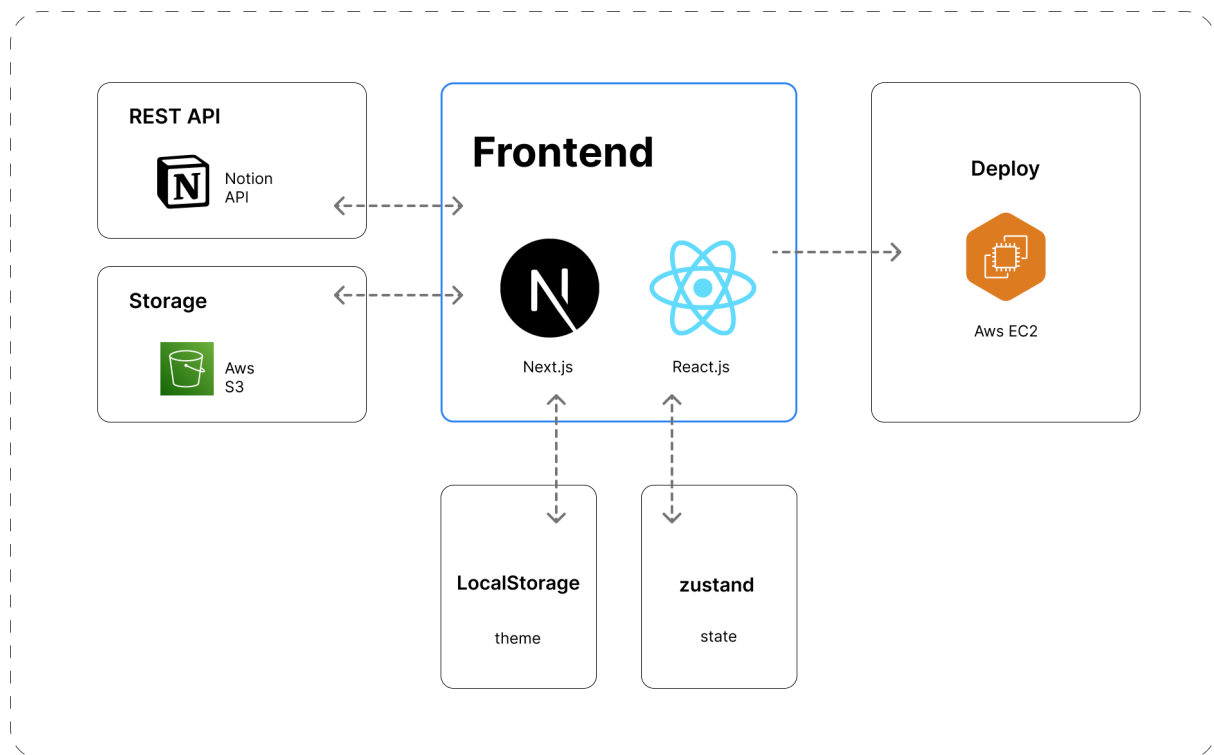 REST API
Notion
API
Storage
Aws
S3
Frontend
Next.js
React.js
Deploy
Aws EC2
LocalStorage
theme
zustand
state